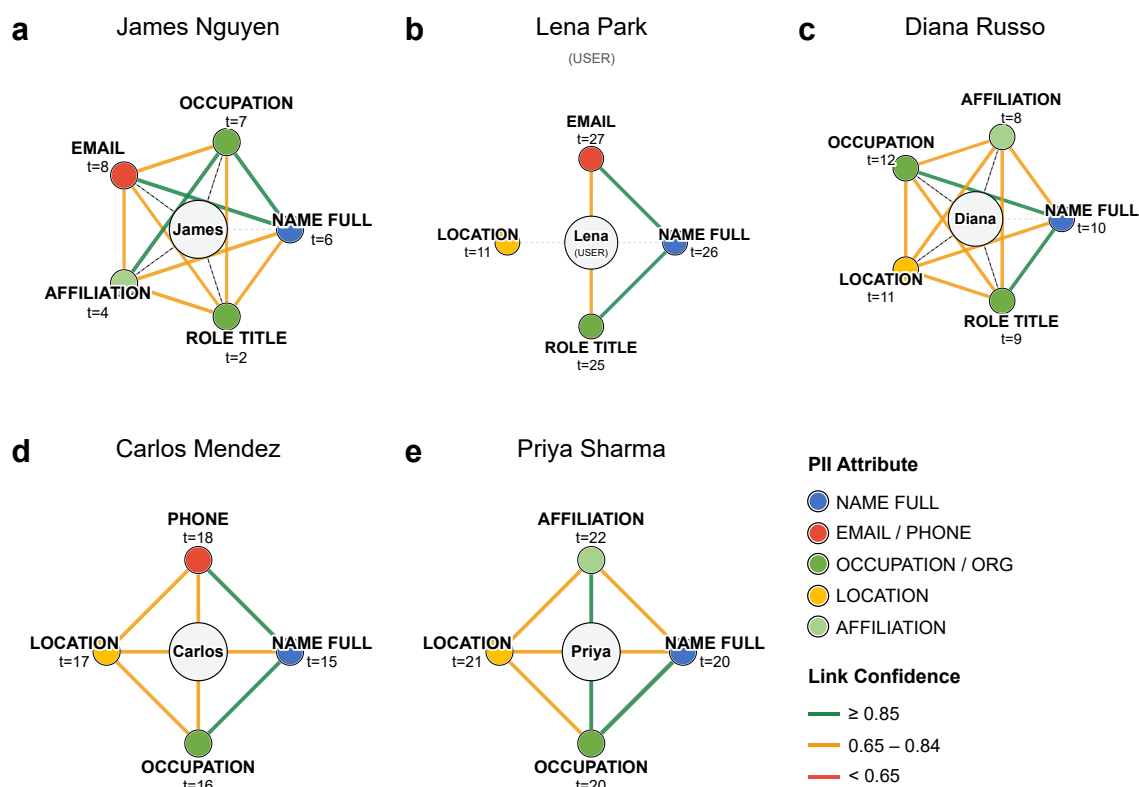 a
James Nguyen
OCCUPATION
t=7
EMAIL
t=8
James
NAME FULL
t=6
AFFILIATION
t=4
ROLE TITLE
t=2
b
Lena Park
(USER)
EMAIL
t=27
LOCATION
t=11
Lena
(USER)
NAME FULL
t=26
ROLE TITLE
t=25
c
Diana Russo
AFFILIATION
t=8
OCCUPATION
t=12
Diana
NAME FULL
t=10
LOCATION
t=11
ROLE TITLE
t=9
d
Carlos Mendez
PHONE
t=18
LOCATION
t=17
Carlos
NAME FULL
t=15
OCCUPATION
t=16
e
Priya Sharma
AFFILIATION
t=22
LOCATION
t=21
Priya
NAME FULL
t=20
OCCUPATION
t=20
PII Attribute
NAME FULL
EMAIL / PHONE
OCCUPATION / ORG
LOCATION
AFFILIATION
Link Confidence
≥ 0.85
0.65 – 0.84
< 0.65